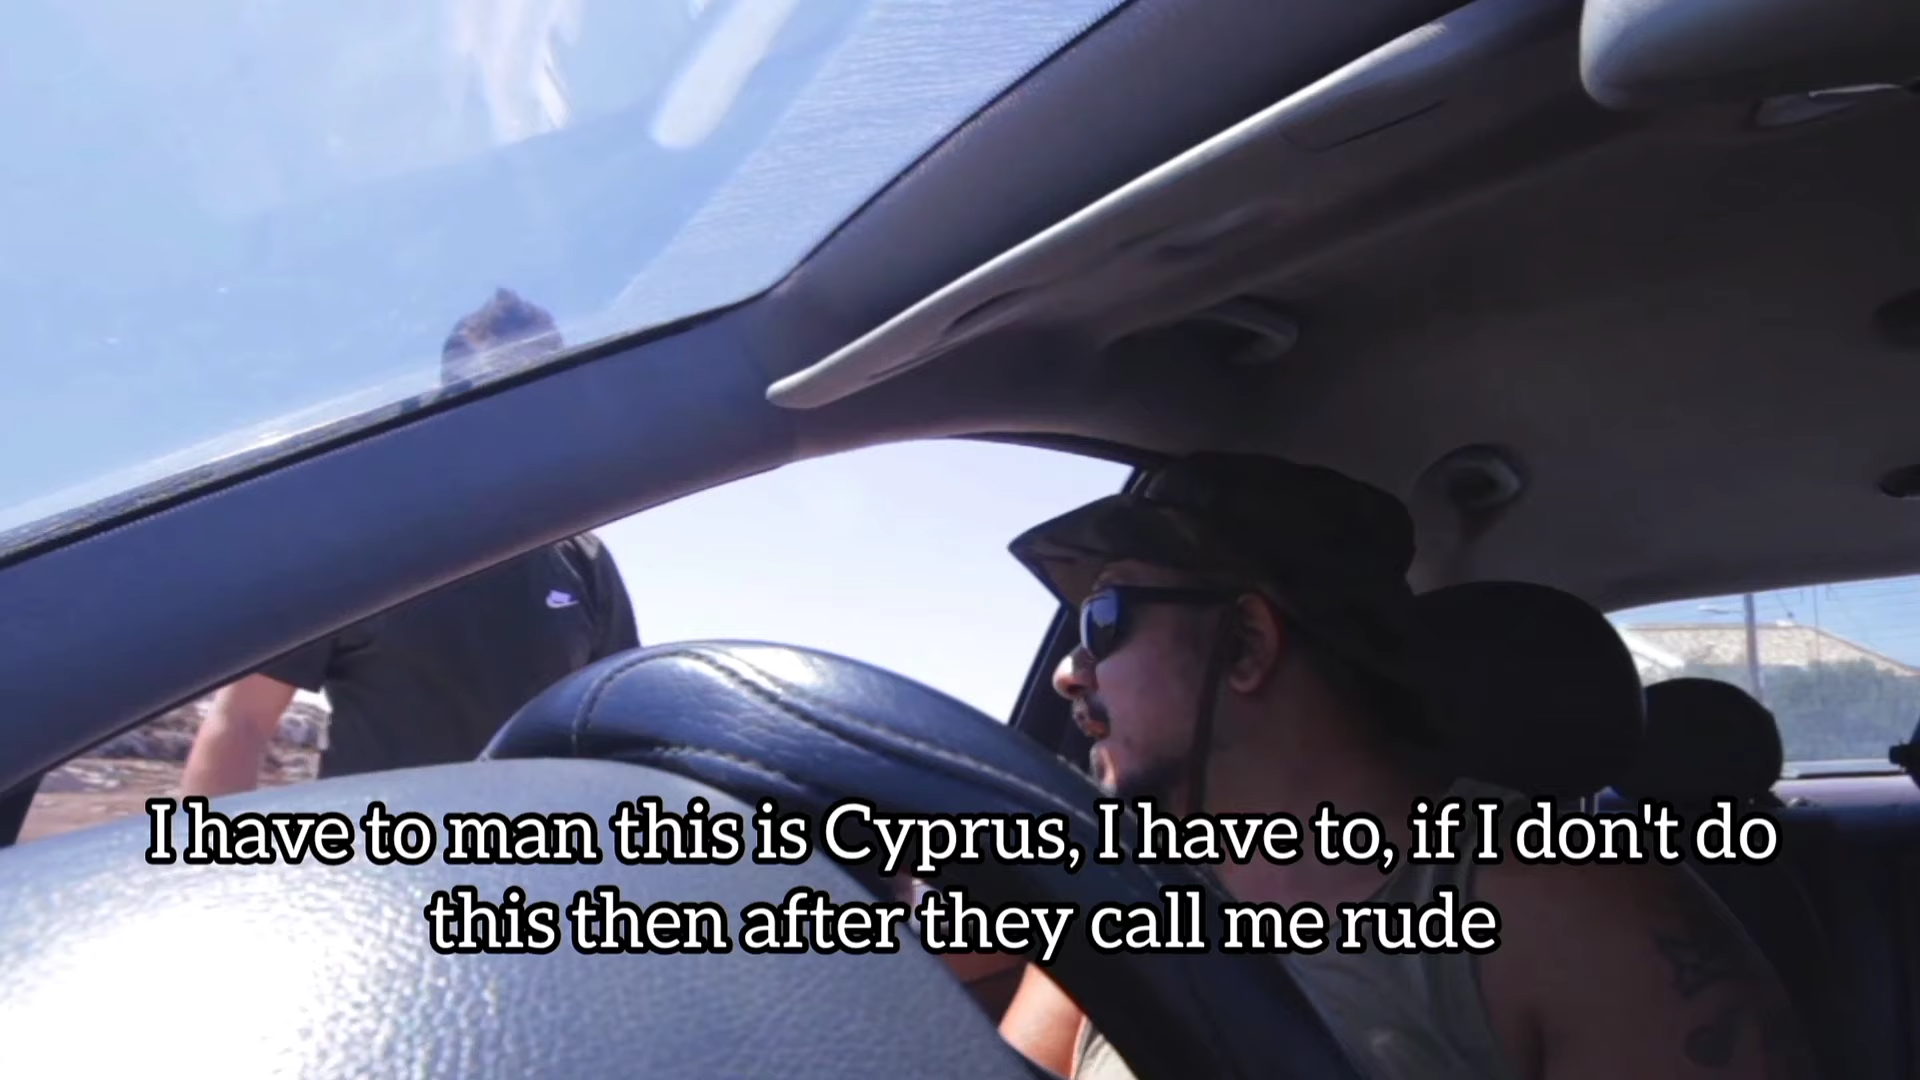 I have to man this is Cyprus, I have to, if I don't do
this then after they call me rude